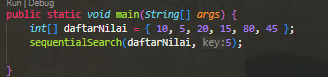 Run | Debug
public static void main(String[] args) {
int[] daftarNilai = { 10, 5, 20, 15, 80, 45 };
sequentialSearch(daftarNilai, key:5);
}